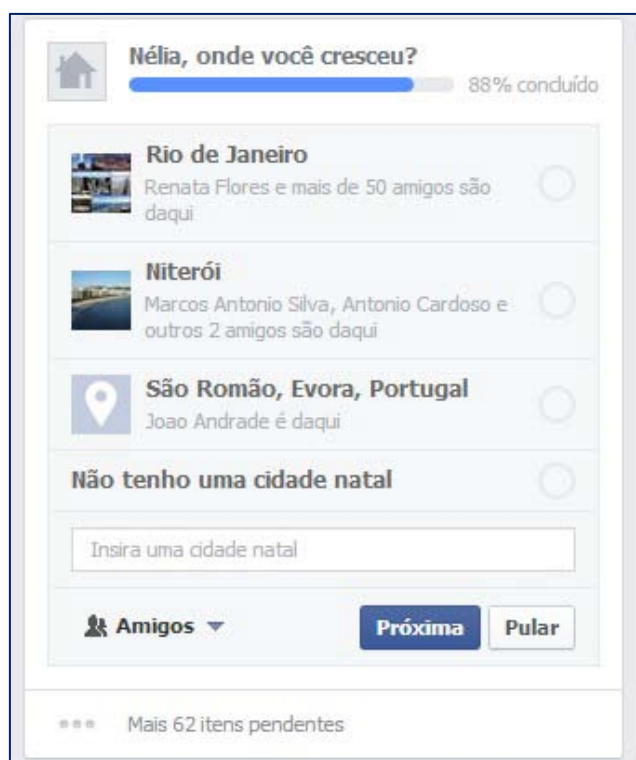 Nélia, onde você cresceu?
88% concluído
Rio de Janeiro
Renata Flores e mais de 50 amigos são
daqui
Niterói
Marcos Antonio Silva, Antonio Cardoso e
outros 2 amigos são daqui
São Romão, Evora, Portugal
Joao Andrade é daqui
Não tenho uma cidade natal
Insira uma cidade natal
Amigos
Próxima
Pular
Mais 62 itens pendentes